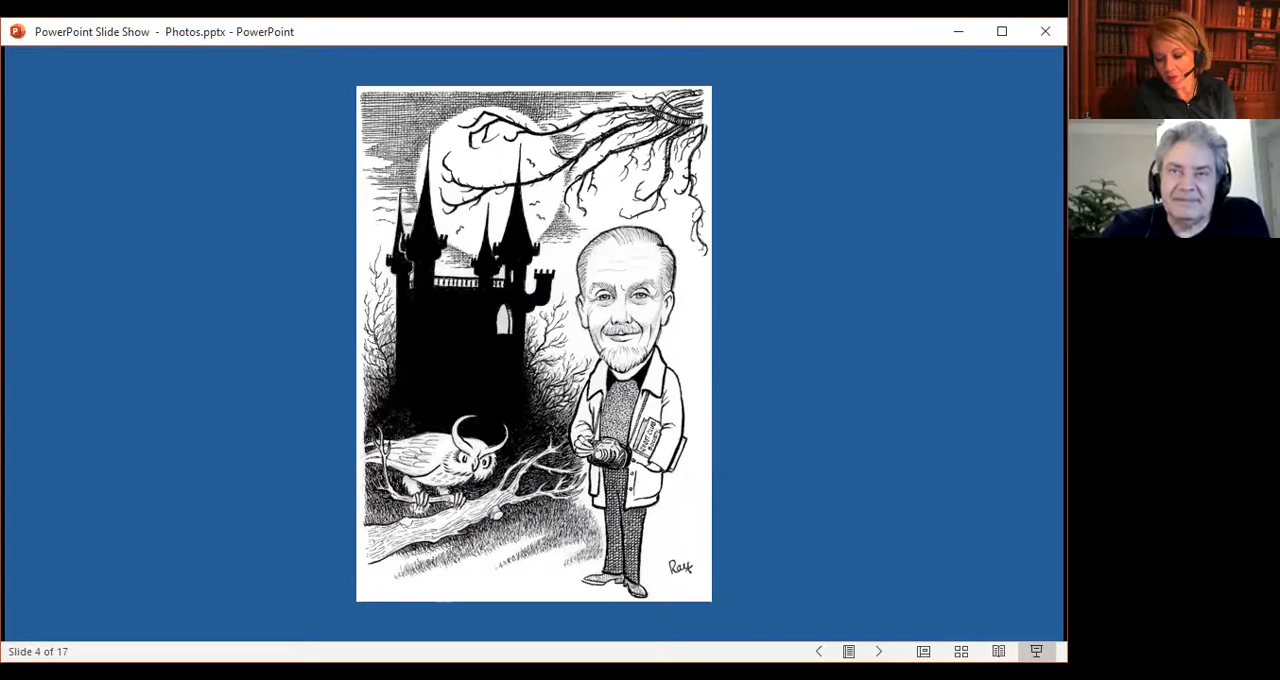 PowerPoint Slide Show - Photos.pptx - PowerPoint
Ray
Slide 4 of 17